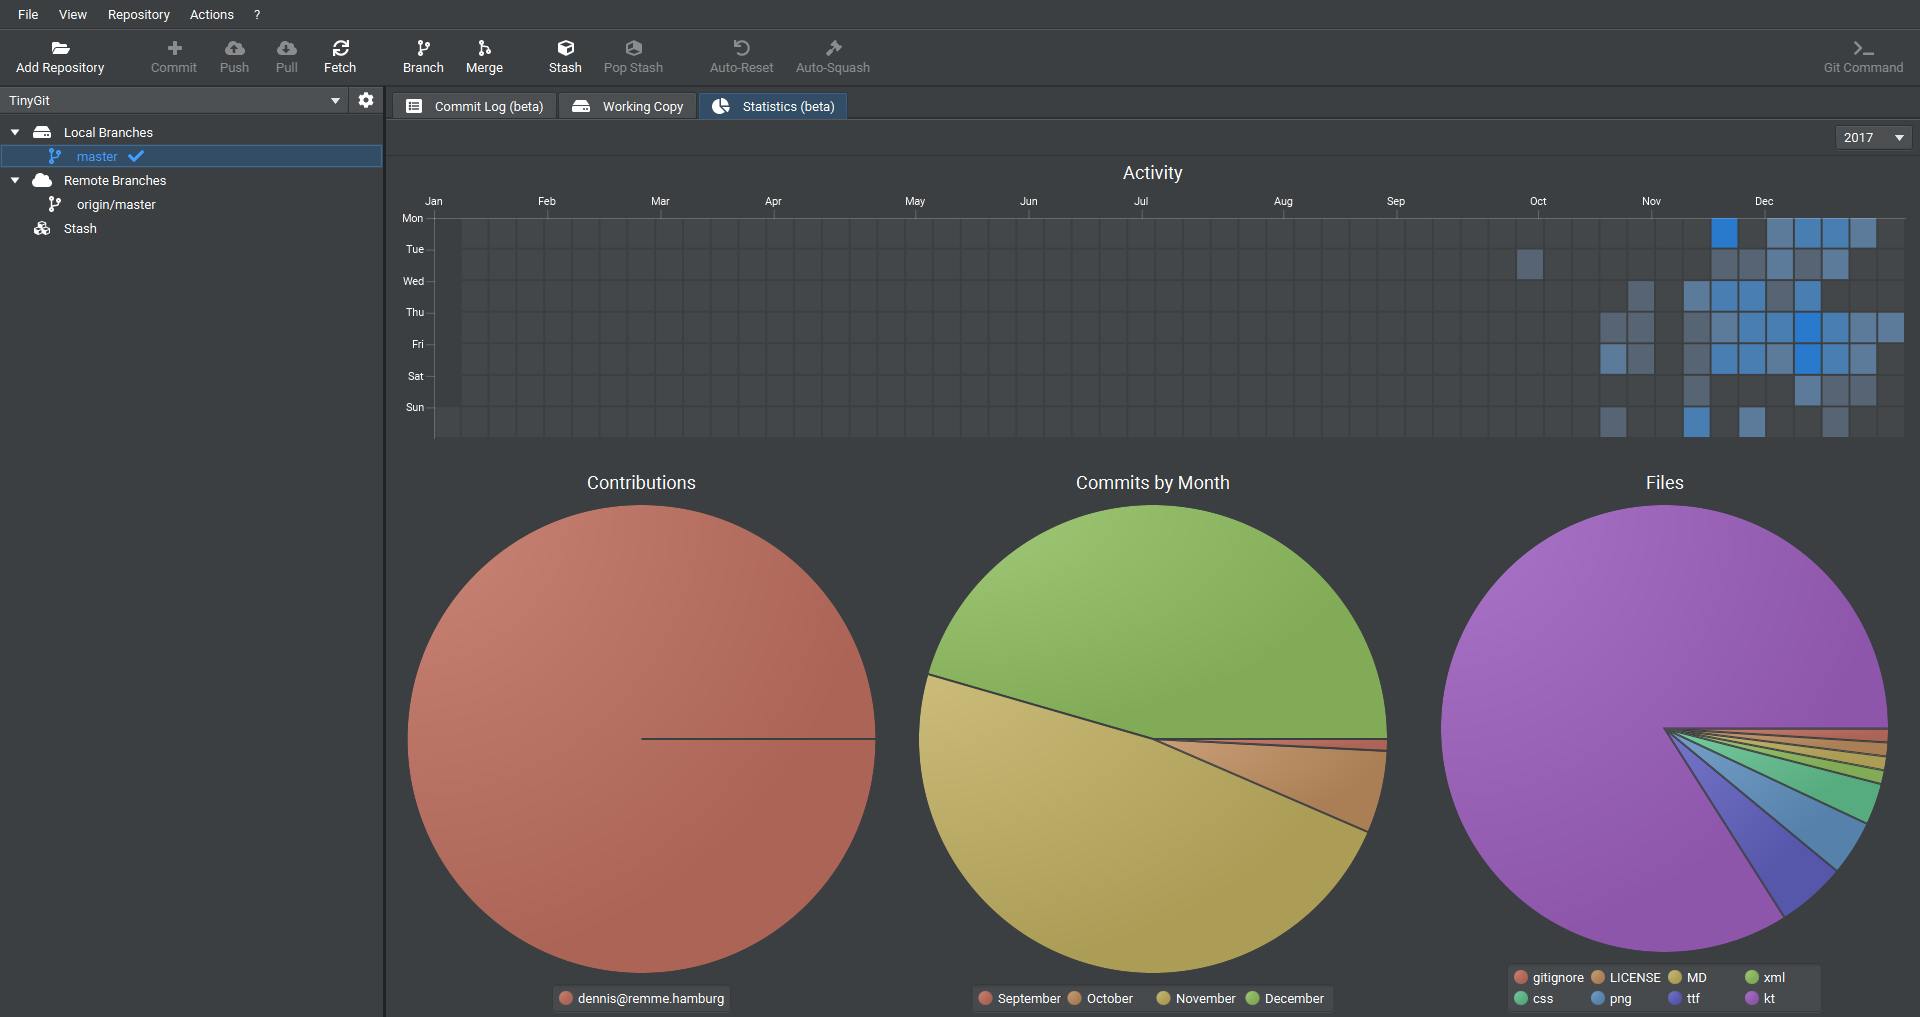 File View Repository Actions ?
Add Repository Commit Push Pull Fetch Branch Merge Stash Pop Stash Auto-Reset Auto-Squash Git Command
TinyGit
Commit Log (beta) Working Copy Statistics (beta)
Local Branches
master
Remote Branches
origin/master
Stash
2017
Activity
Jan Feb Mar Apr May Jun Jul Aug Sep Oct Nov Dec
Mon
Tue
Wed
Thu
Fri
Sat
Sun
Contributions
dennis@remme.hamburg
Commits by Month
September October November December
Files
gitignore LICENSE MD xml
css png ttf kt